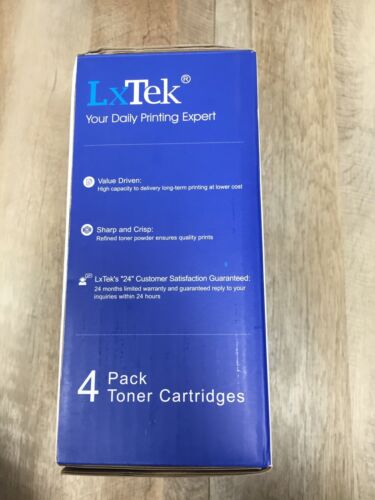 LxTek®
Your Daily Printing Expert
Value Driven:
High capacity to delivery long-term printing at lower cost
Sharp and Crisp:
Refined toner powder ensures quality prints
LxTek's "24" Customer Satisfaction Guaranteed:
24 months limited warranty and guaranteed reply to your
inquiries within 24 hours
4 Pack
Toner Cartridges